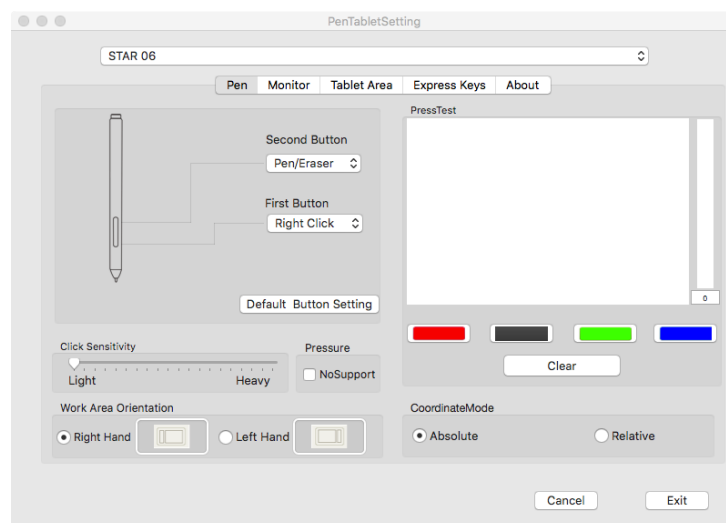 PenTabletSetting
STAR 06
Pen Monitor Tablet Area Express Keys About
Second Button
Pen/Eraser
First Button
Right Click
Default Button Setting
PressTest
0
Clear
Click Sensitivity
Light Heavy
Pressure
NoSupport
Work Area Orientation
Right Hand Left Hand
CoordinateMode
Absolute Relative
Cancel Exit